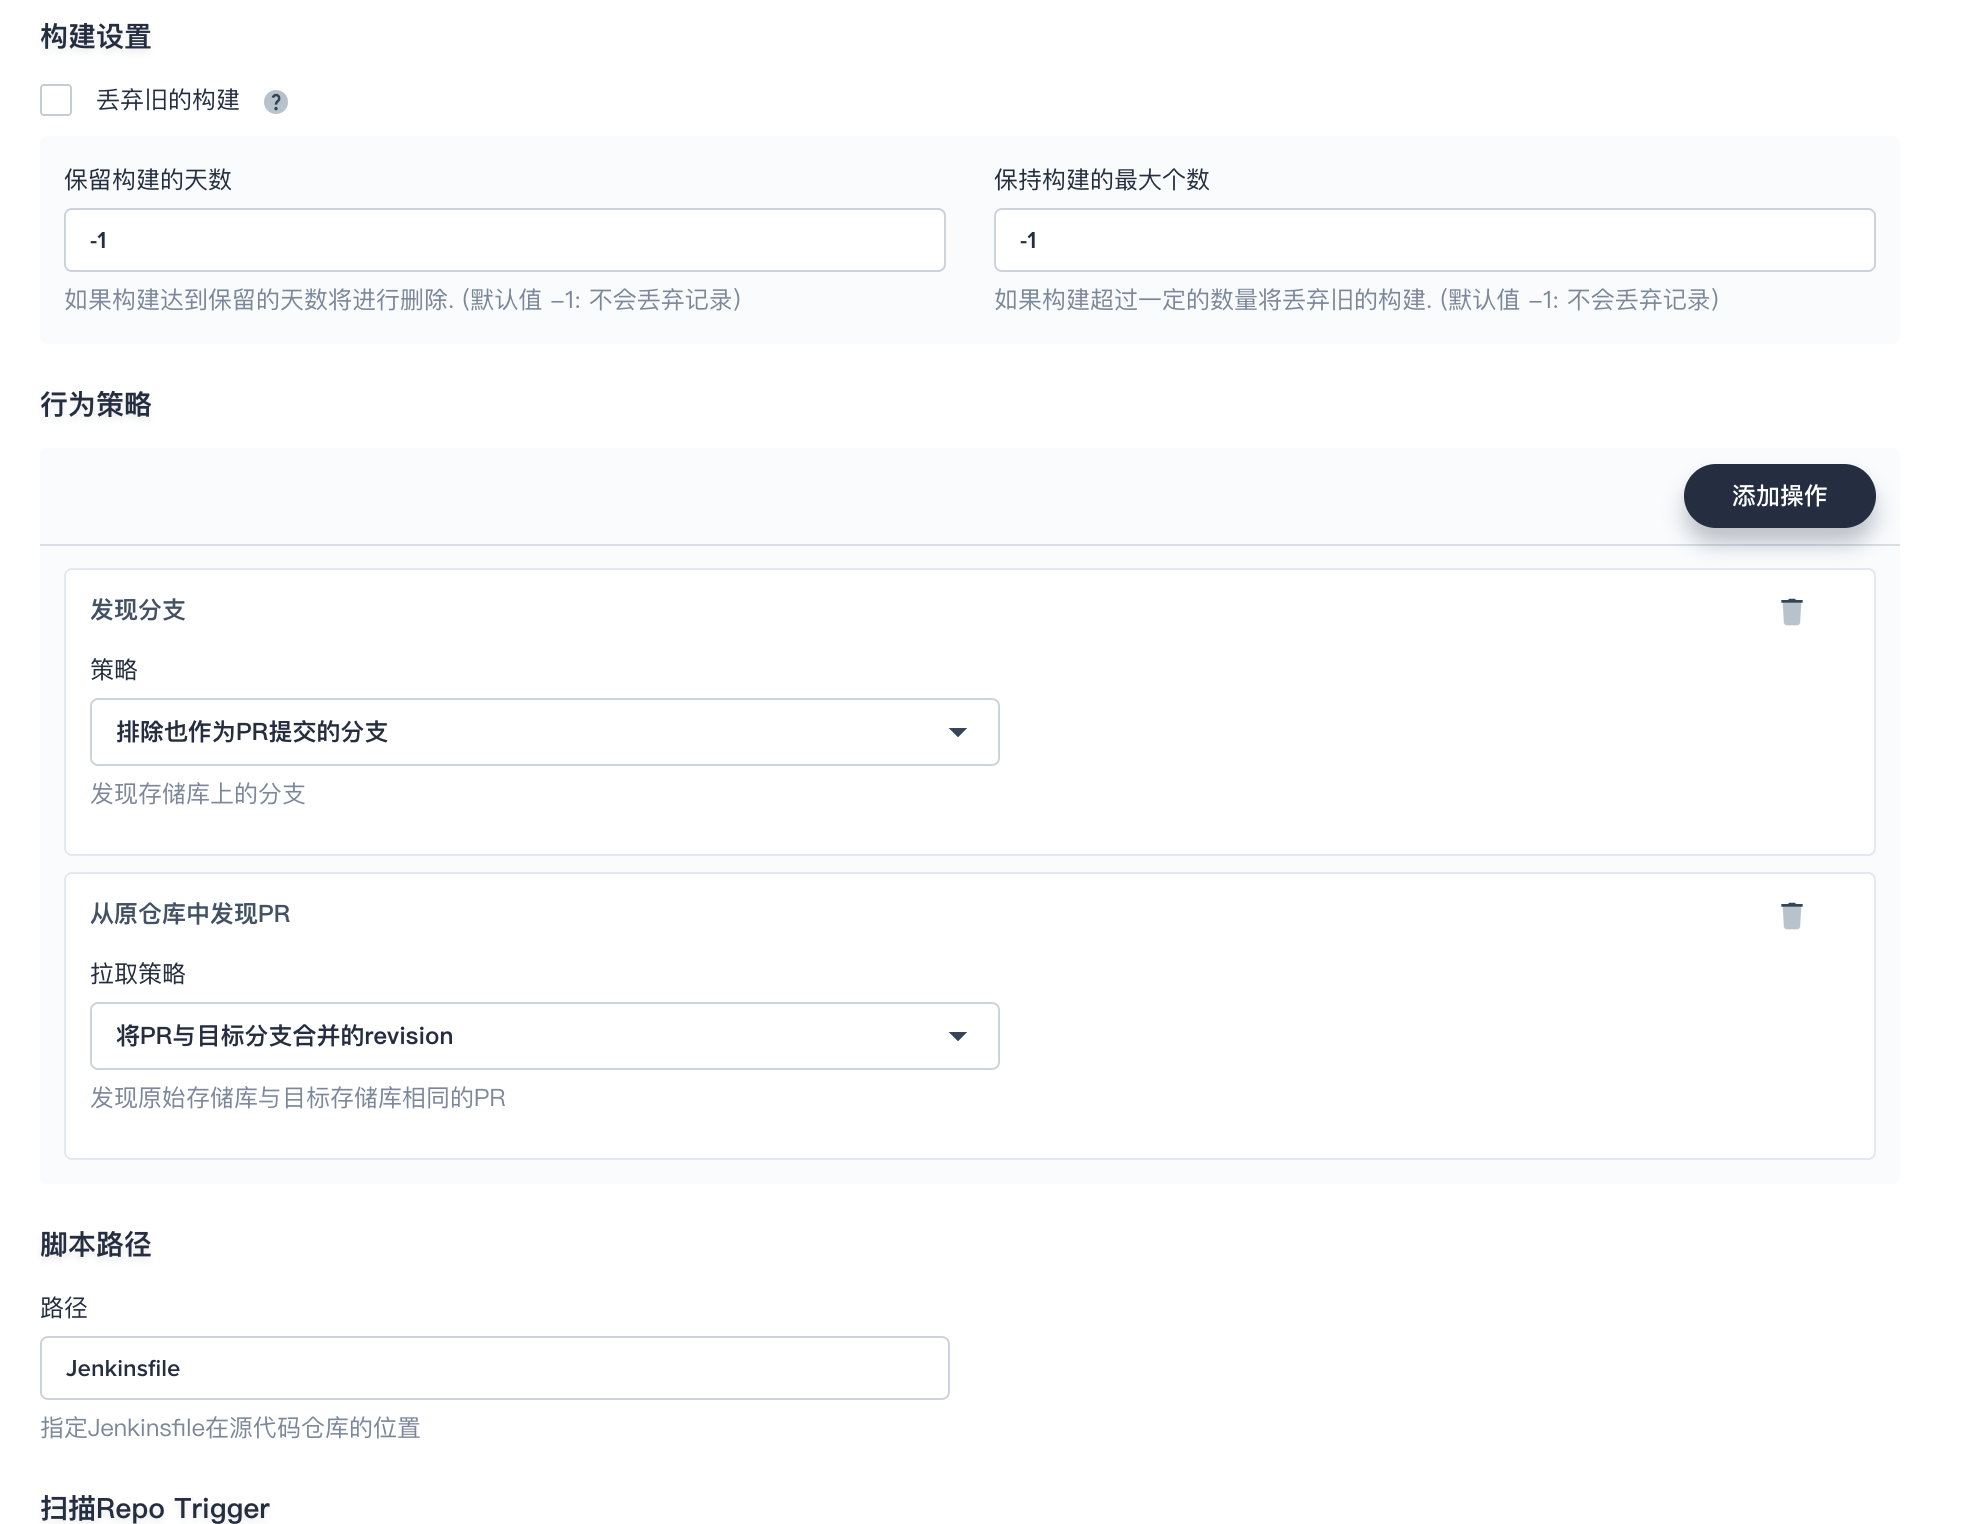 构建设置
丢弃旧的构建 ?
保留构建的天数
-1
如果构建达到保留的天数将进行删除. (默认值 –1: 不会丢弃记录)
保持构建的最大个数
-1
如果构建超过一定的数量将丢弃旧的构建. (默认值 –1: 不会丢弃记录)
行为策略
添加操作
发现分支
策略
排除也作为PR提交的分支
发现存储库上的分支
从原仓库中发现PR
拉取策略
将PR与目标分支合并的revision
发现原始存储库与目标存储库相同的PR
脚本路径
路径
Jenkinsfile
指定Jenkinsfile在源代码仓库的位置
扫描Repo Trigger